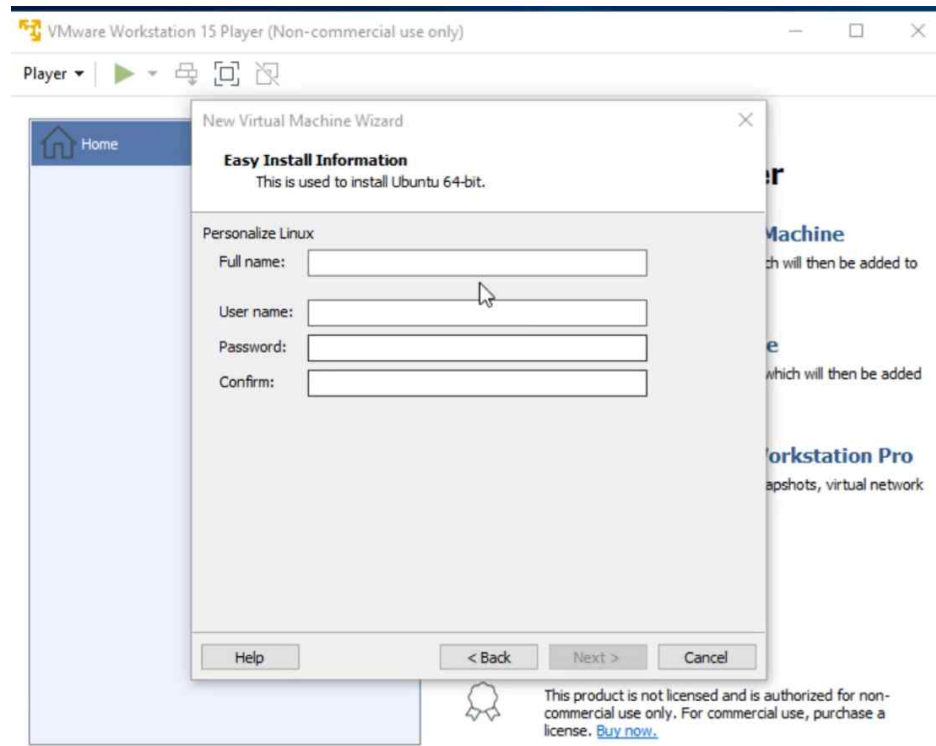 VMware Workstation 15 Player (Non-commercial use only)
Player
Home
New Virtual Machine Wizard
Easy Install Information
This is used to install Ubuntu 64-bit.
Personalize Linux
Full name:
User name:
Password:
Confirm:
Help
< Back
Next >
Cancel
er
Machine
ch will then be added to
e
which will then be added
orkstation Pro
apshots, virtual network
This product is not licensed and is authorized for non-
commercial use only. For commercial use, purchase a
license. Buy now.